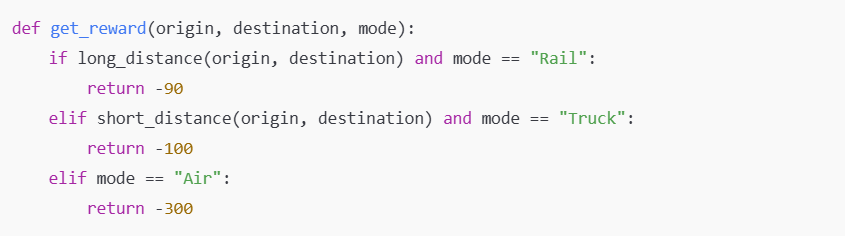 def get_reward(origin, destination, mode):
    if long_distance(origin, destination) and mode == "Rail":
        return -90
    elif short_distance(origin, destination) and mode == "Truck":
        return -100
    elif mode == "Air":
        return -300